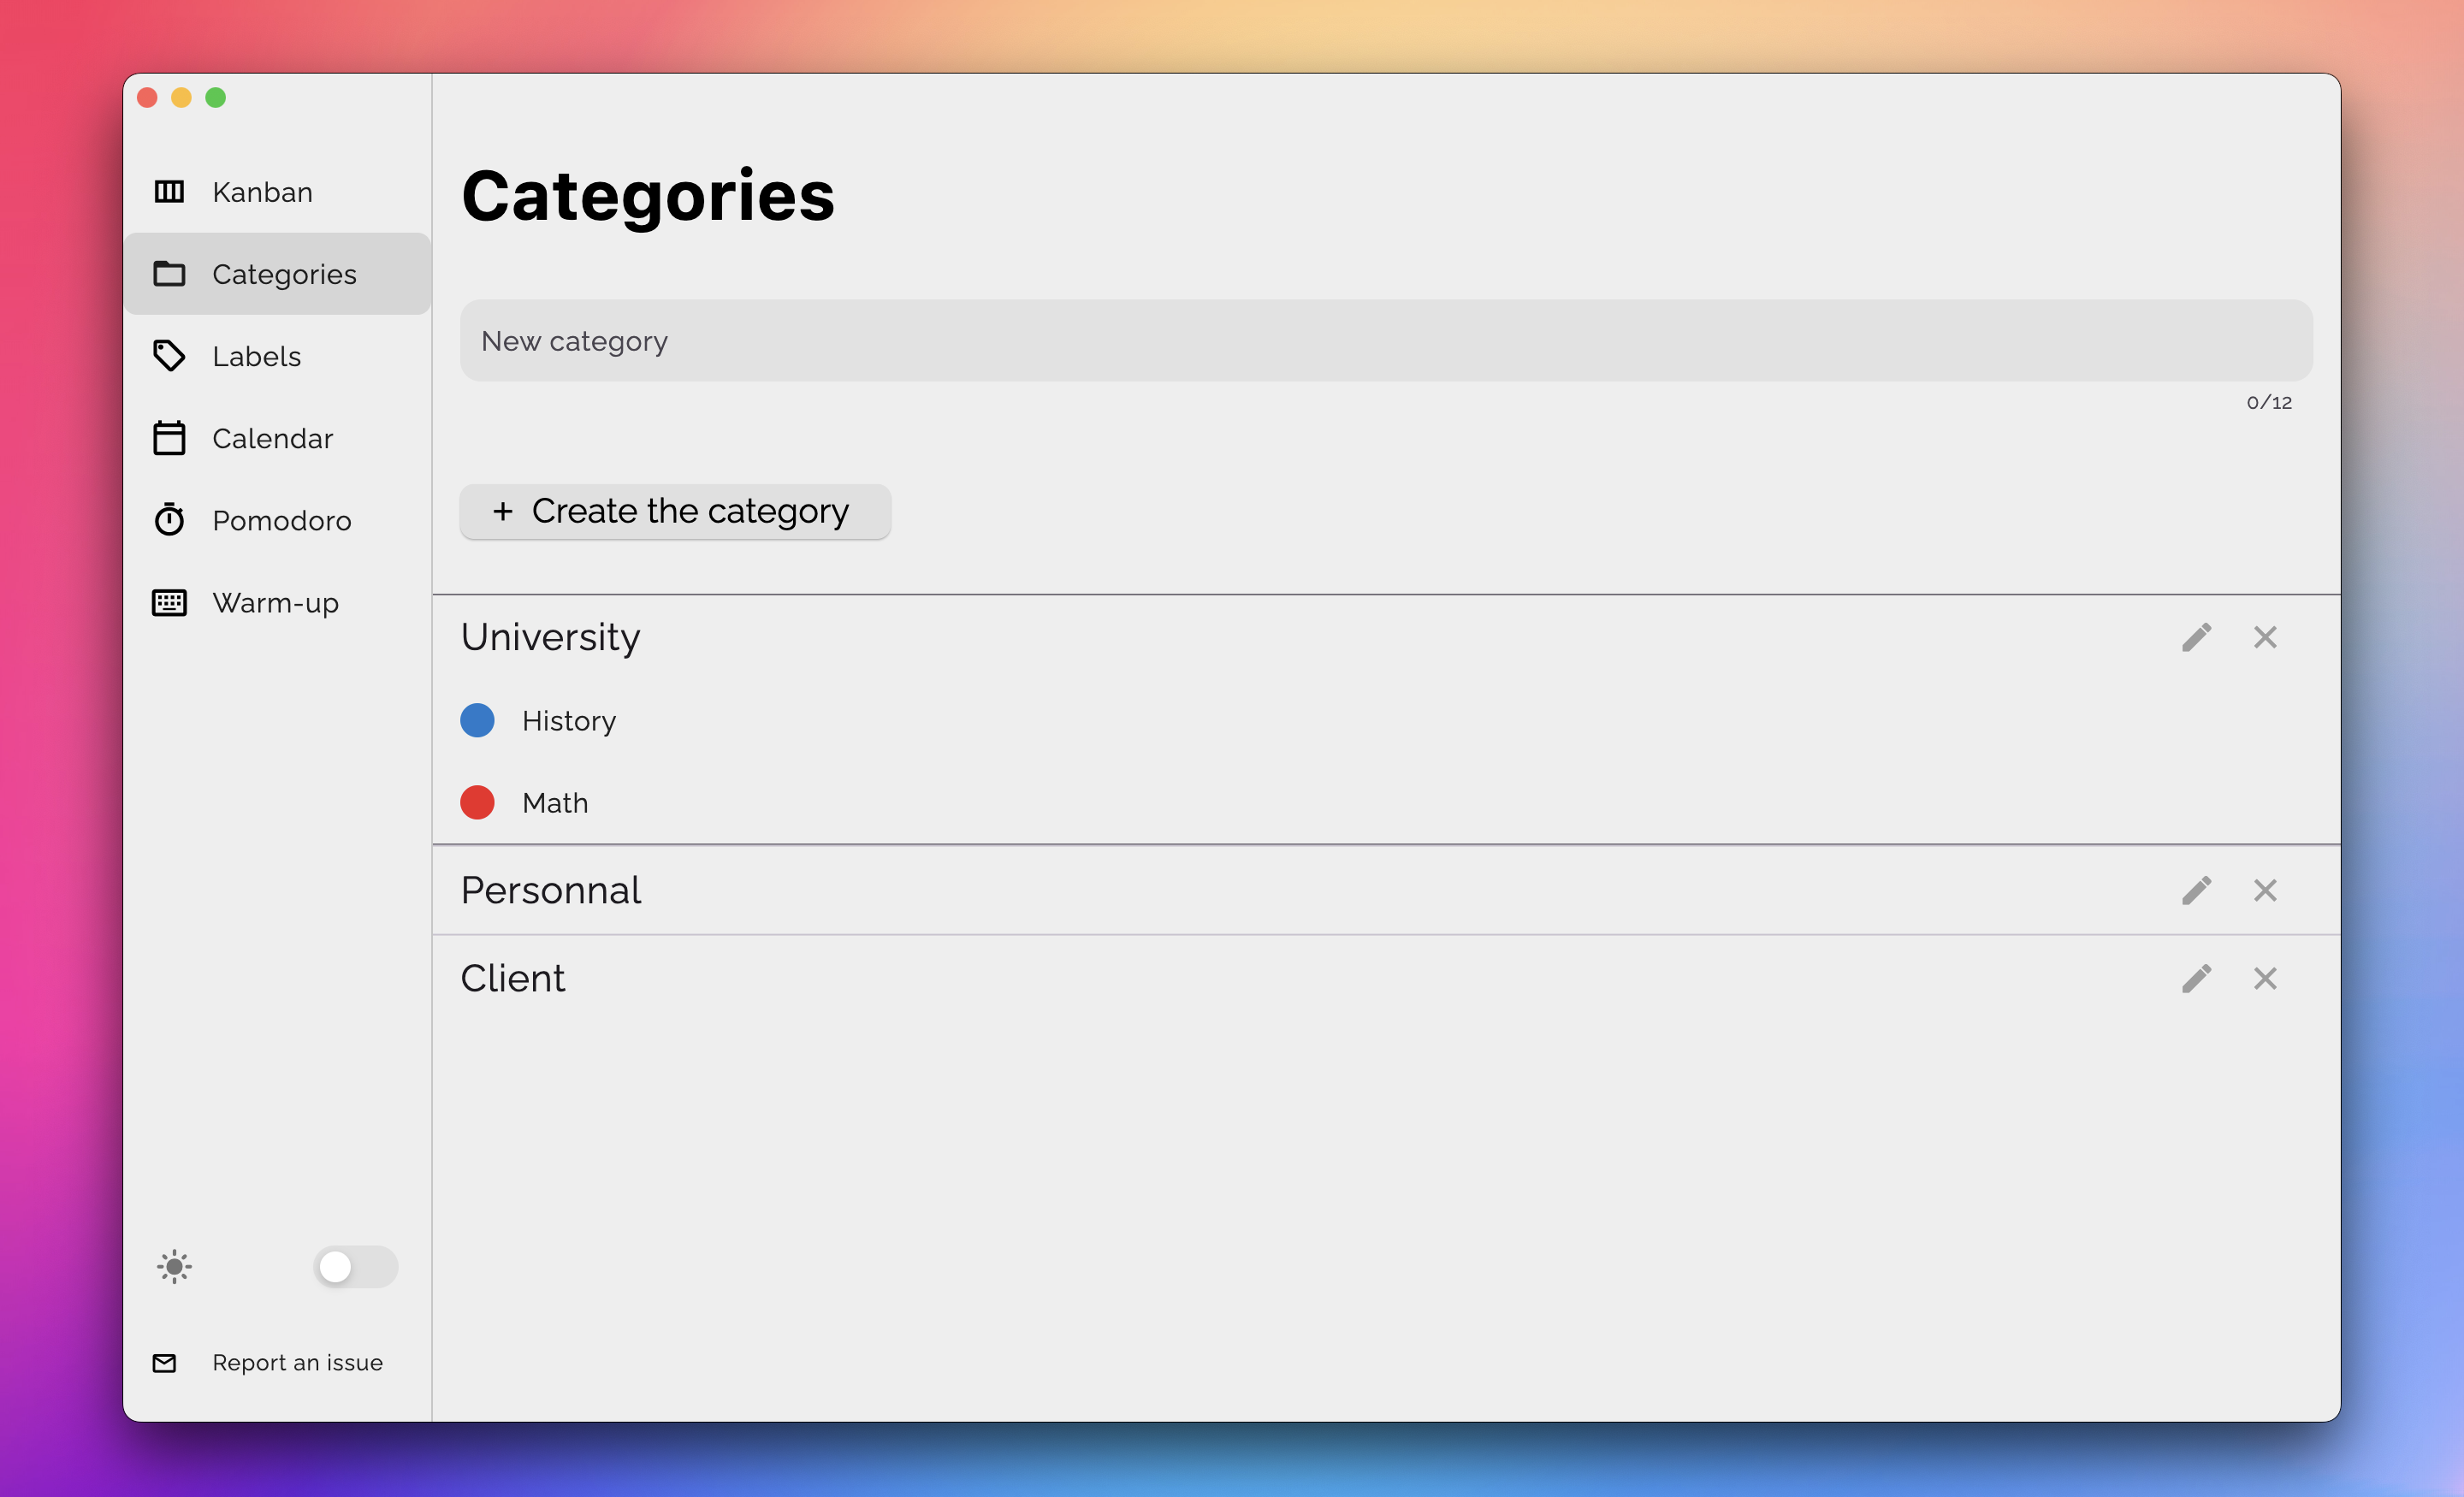 Kanban
Categories
Labels
Calendar
Pomodoro
Warm-up
Report an issue
Categories
New category
0/12
+ Create the category
University
History
Math
Personnal
Client